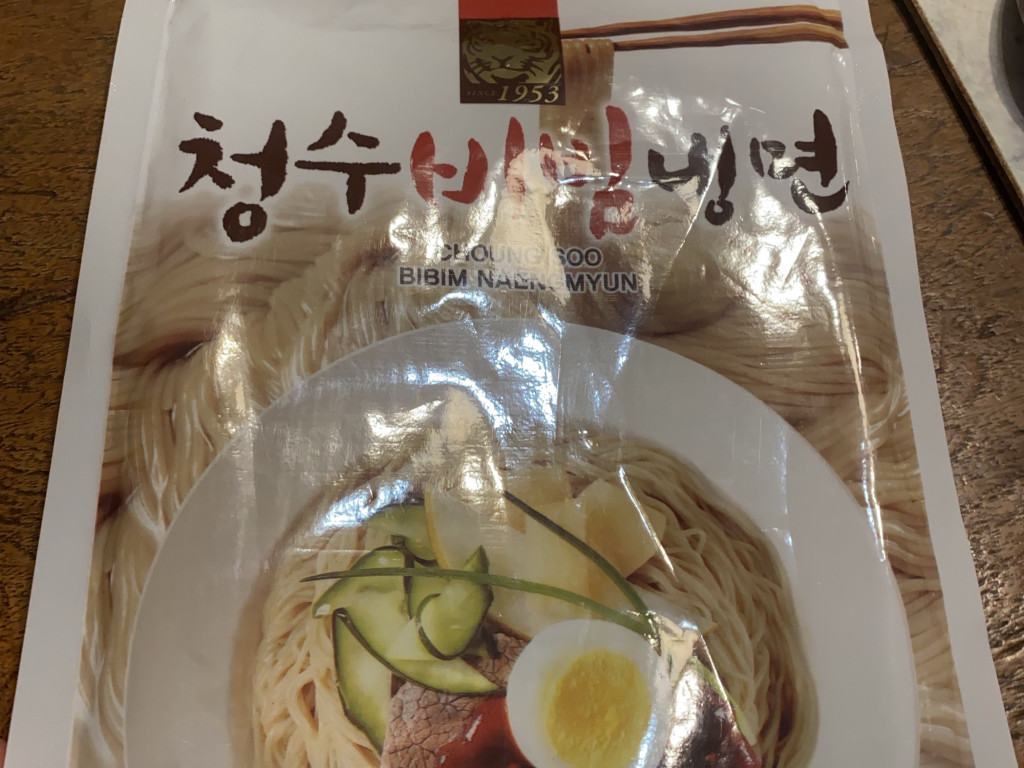 SINCE 1953
청수비빔냉면
CHOUNG SOO
BIBIM NAENGMYUN